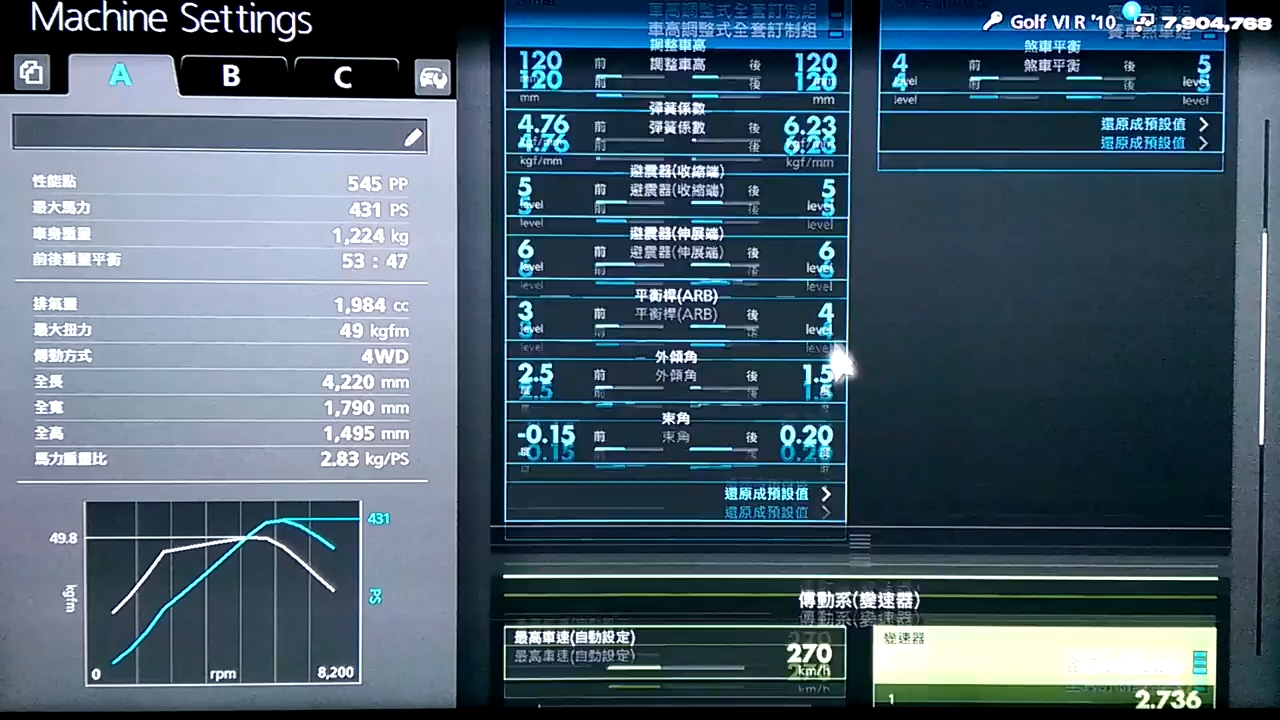 Machine Settings
Golf VI R '10
7,904,768
A
B
C
性能點 545 PP
最大馬力 431 PS
車身重量 1,224 kg
前後重量平衡 53 : 47
排氣量 1,984 cc
最大扭力 49 kgfm
傳動方式 4WD
全長 4,220 mm
全寬 1,790 mm
全高 1,495 mm
馬力重量比 2.83 kg/PS
431
49.8
kgfm
PS
0 rpm 8,200
車高調整式全套訂制組
調整車高
120 前 後 120
mm mm
彈簧係數
4.76 前 後 6.23
kgf/mm kgf/mm
避震器(收縮端)
5 前 後 5
level level
避震器(伸展端)
6 前 後 6
level level
平衡桿(ARB)
3 前 後 4
level level
外傾角
2.5 前 後 1.5
度 度
束角
-0.15 前 後 0.20
度 度
還原成預設值
煞車平衡
4 前 後 5
level level
還原成預設值
傳動系(變速器)
最高車速(自動設定) 270
km/h
變速器
1 2.736